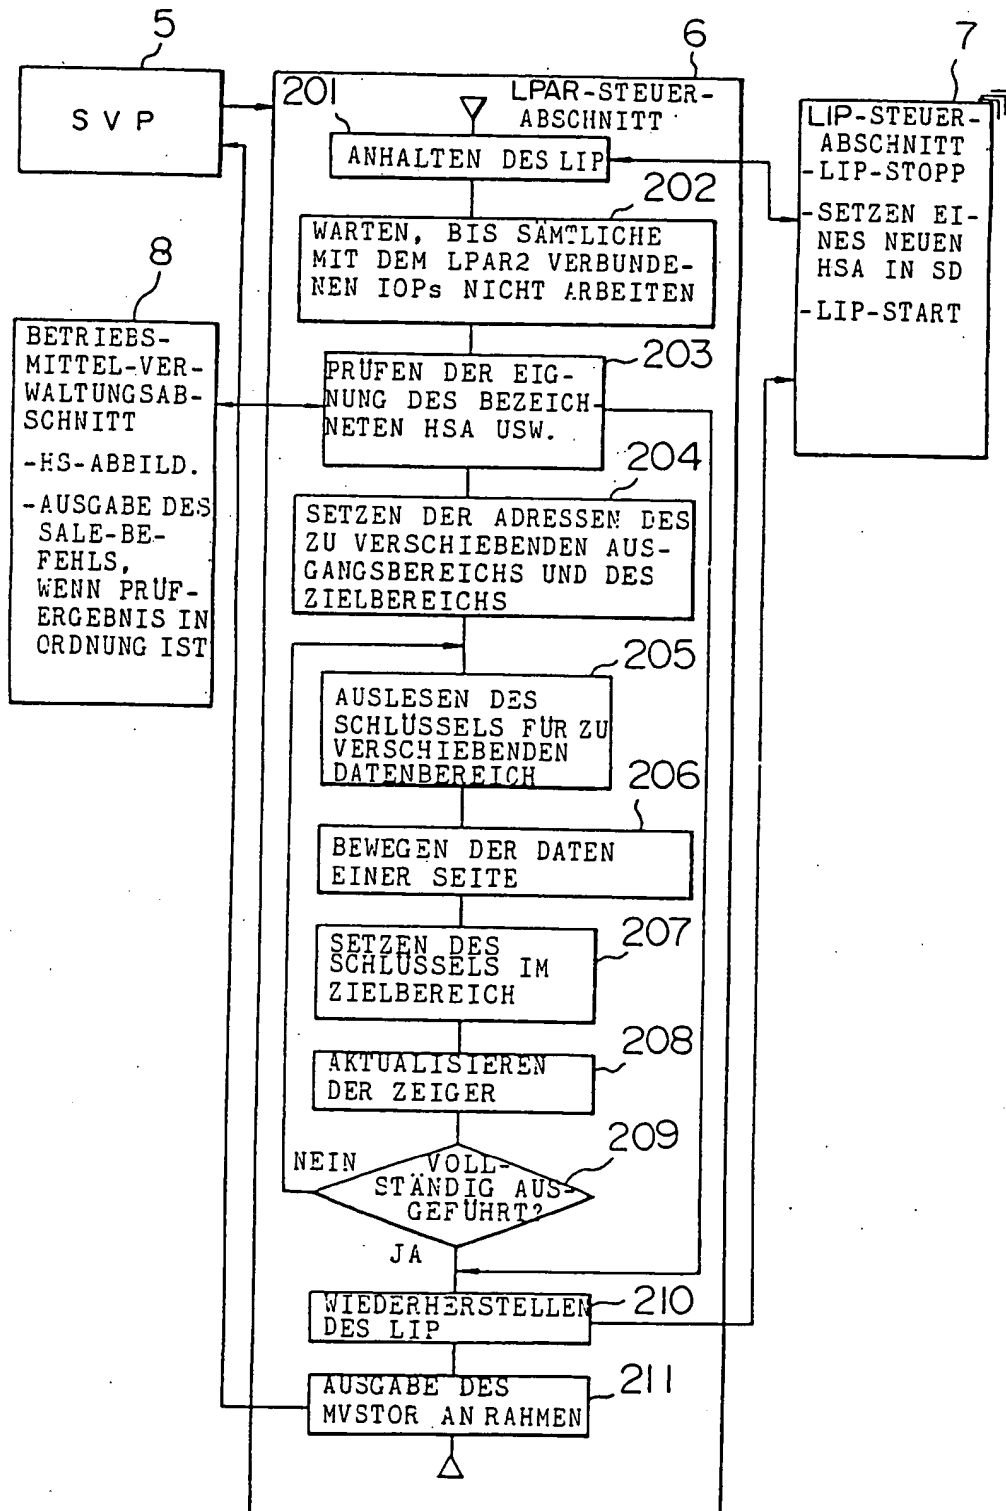 5
SVP
6
LPAR-STEUER-
ABSCHNITT
201
ANHALTEN DES LIP
7
LIP-STEUER-
ABSCHNITT
-LIP-STOPP
-SETZEN EI-
NES NEUEN
HSA IN SD
-LIP-START
202
WARTEN, BIS SÄMTLICHE
MIT DEM LPAR2 VERBUNDE-
NEN IOPs NICHT ARBEITEN
8
BETRIEBS-
MITTEL-VER-
WALTUNGSAB-
SCHNITT
-HS-ABBILD.
-AUSGABE DES
SALE-BE-
FEHLS,
WENN PRÜF-
ERGEBNIS IN
ORDNUNG IST
203
PRÜFEN DER EIG-
NUNG DES BEZEICH-
NETEN HSA USW.
204
SETZEN DER ADRESSEN DES
ZU VERSCHIEBENDEN AUS-
GANGSBEREICHS UND DES
ZIELBEREICHS
205
AUSLESEN DES
SCHLÜSSELS FÜR ZU
VERSCHIEBENDEN
DATENBEREICH
206
BEWEGEN DER DATEN
EINER SEITE
207
SETZEN DES
SCHLÜSSELS IM
ZIELBEREICH
208
AKTUALISIEREN
DER ZEIGER
209
NEIN
VOLL-
STÄNDIG AUS-
GEFÜHRT?
JA
210
WIEDERHERSTELLEN
DES LIP
211
AUSGABE DES
MVSTOR AN RAHMEN